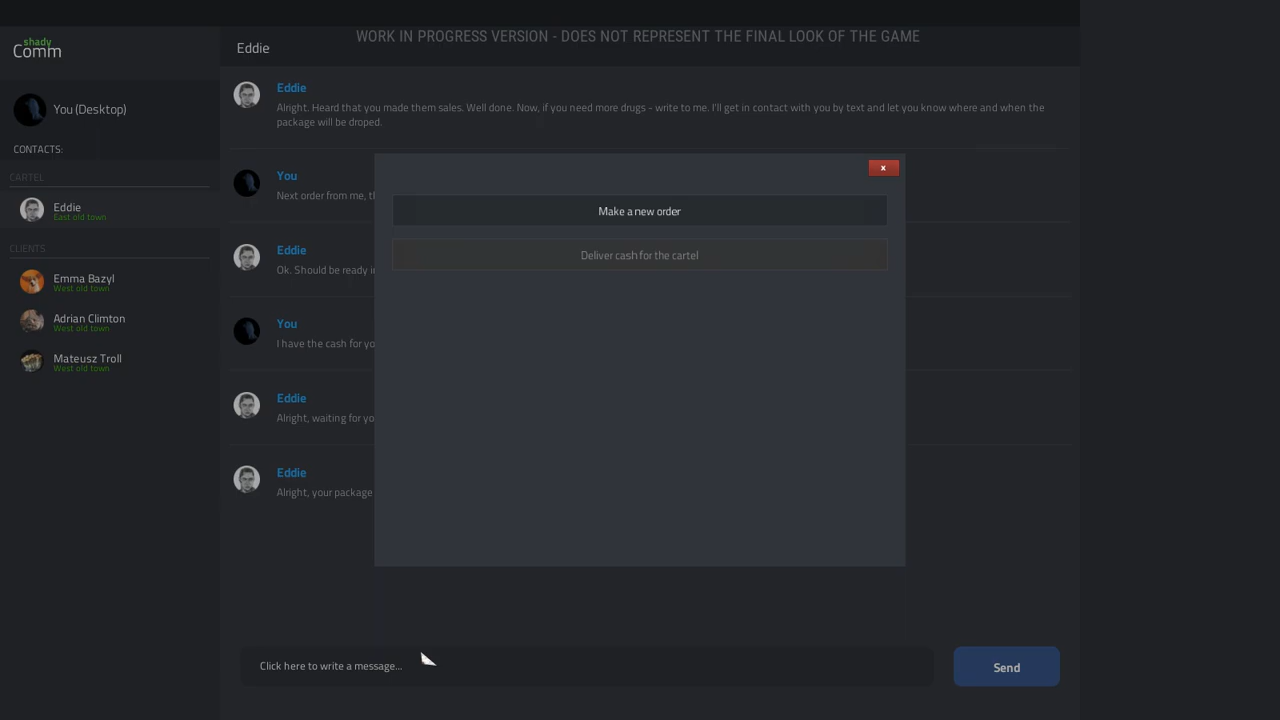 WORK IN PROGRESS VERSION - DOES NOT REPRESENT THE FINAL LOOK OF THE GAME
shady
Comm
Eddie
You (Desktop)
CONTACTS:
CARTEL
Eddie
East old town
CLIENTS
Emma Bazyl
West old town
Adrian Climton
West old town
Mateusz Troll
West old town
Eddie
Alright. Heard that you made them sales. Well done. Now, if you need more drugs - write to me. I'll get in contact with you by text and let you know where and when the
package will be droped.
You
Next order from me, t
Eddie
Ok. Should be ready i
You
I have the cash for yo
Eddie
Alright, waiting for yo
Eddie
Alright, your package
x
Make a new order
Deliver cash for the cartel
Click here to write a message...
Send